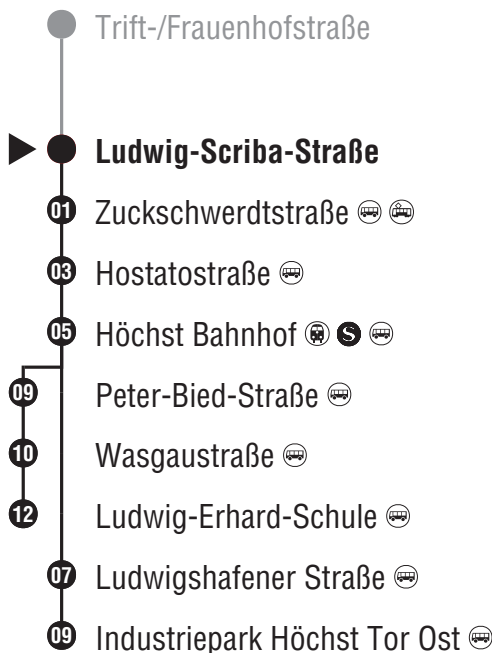 Trift-/Frauenhofstraße
Ludwig-Scriba-Straße
01 Zuckschwerdtstraße
03 Hostatostraße
05 Höchst Bahnhof S
09 Peter-Bied-Straße
10 Wasgaustraße
12 Ludwig-Erhard-Schule
07 Ludwigshafener Straße
09 Industriepark Höchst Tor Ost